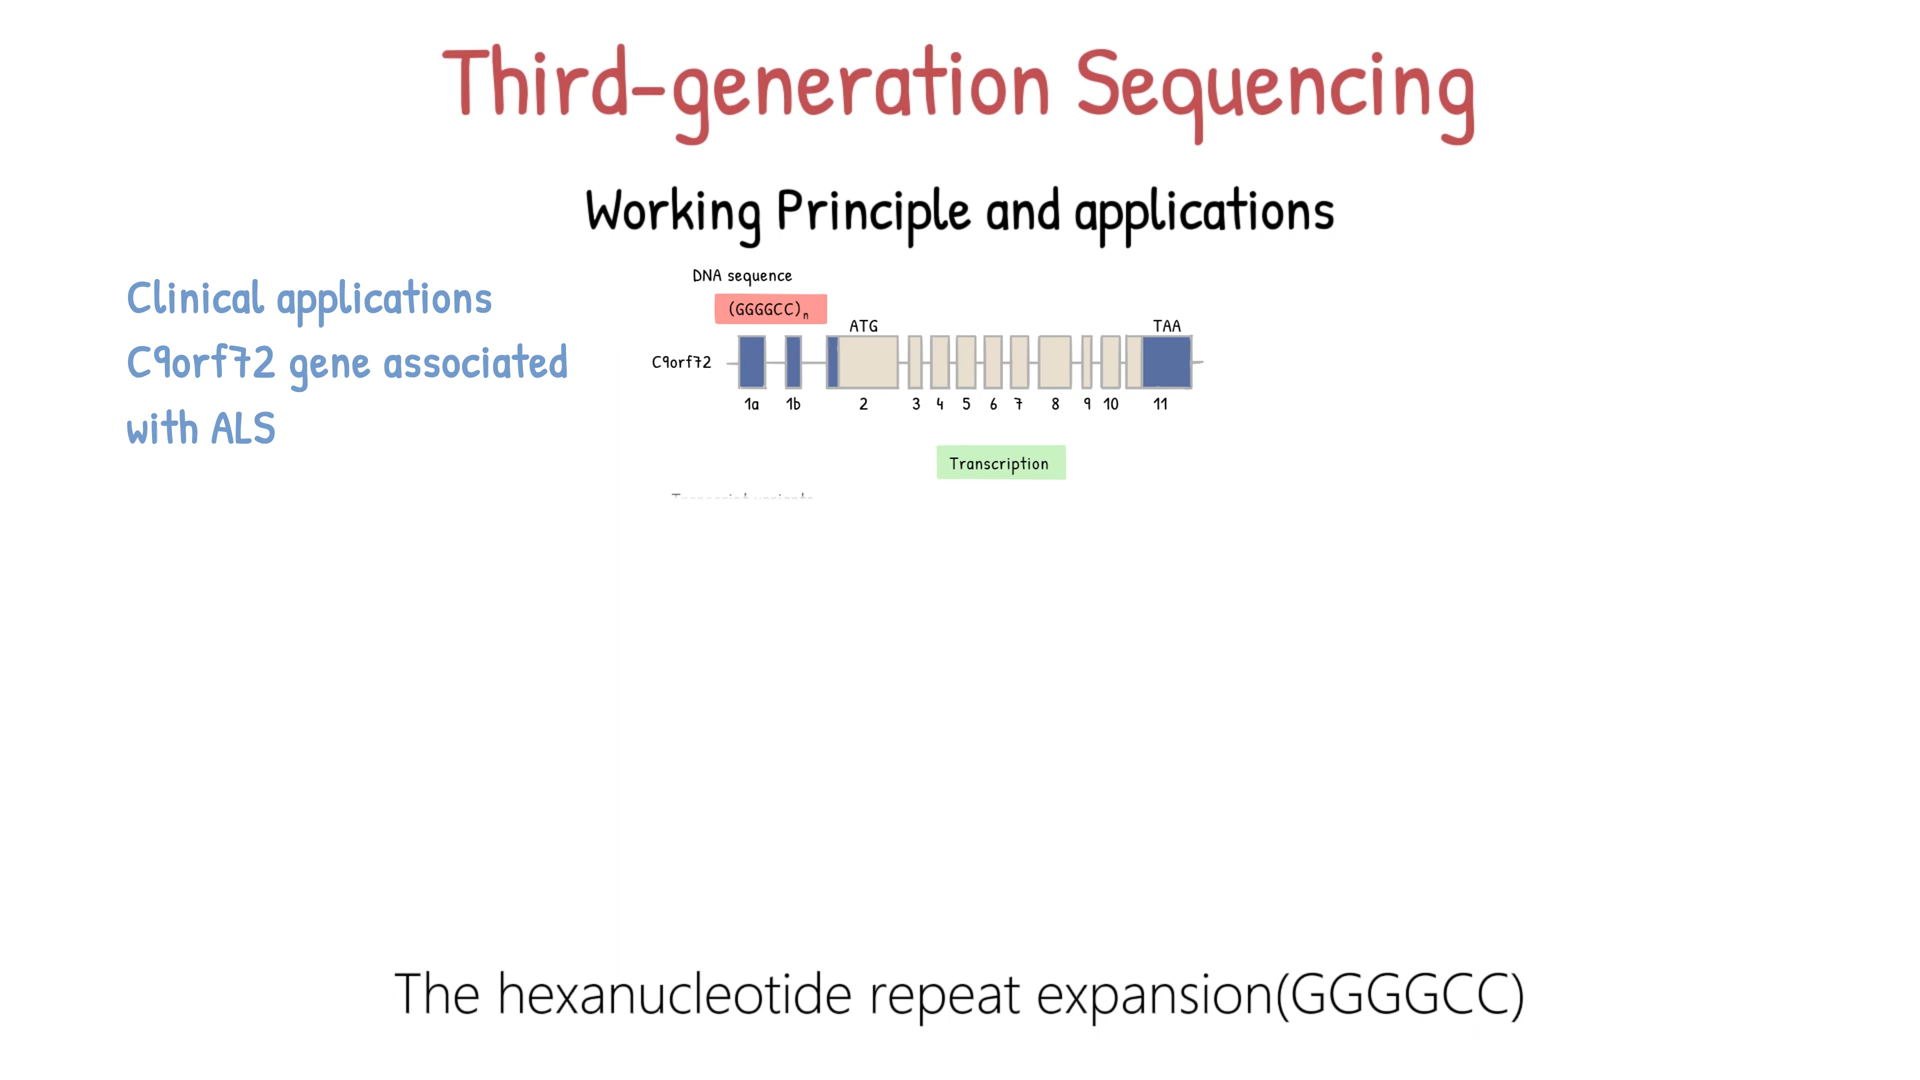 Third-generation Sequencing
Working Principle and applications
Clinical applications
C9orf72 gene associated
with ALS
DNA sequence
(GGGGCC)n
ATG
TAA
C9orf72
1a 1b 2 3 4 5 6 7 8 9 10 11
Transcription
The hexanucleotide repeat expansion(GGGGCC)